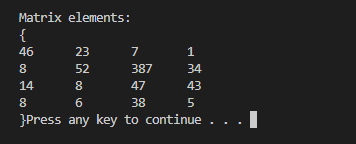 Matrix elements:
{
46 23 7 1
8 52 387 34
14 8 47 43
8 6 38 5
}Press any key to continue . . .